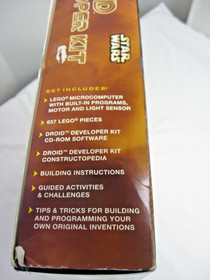 D
PER KIT
STAR
WARS
SET INCLUDES:
LEGO® MICROCOMPUTER
WITH BUILT-IN PROGRAMS,
MOTOR AND LIGHT SENSOR
657 LEGO® PIECES
DROID™ DEVELOPER KIT
CD-ROM SOFTWARE
DROID™ DEVELOPER KIT
CONSTRUCTOPEDIA
BUILDING INSTRUCTIONS
GUIDED ACTIVITIES
& CHALLENGES
TIPS & TRICKS FOR BUILDING
AND PROGRAMMING YOUR
OWN ORIGINAL INVENTIONS